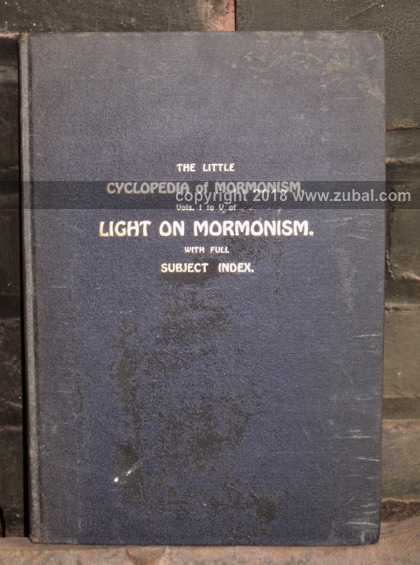 THE LITTLE
CYCLOPEDIA of MORMONISM,
copyright 2018 www.zubal.com
Vols. I to V of
LIGHT ON MORMONISM.
WITH FULL
SUBJECT INDEX.